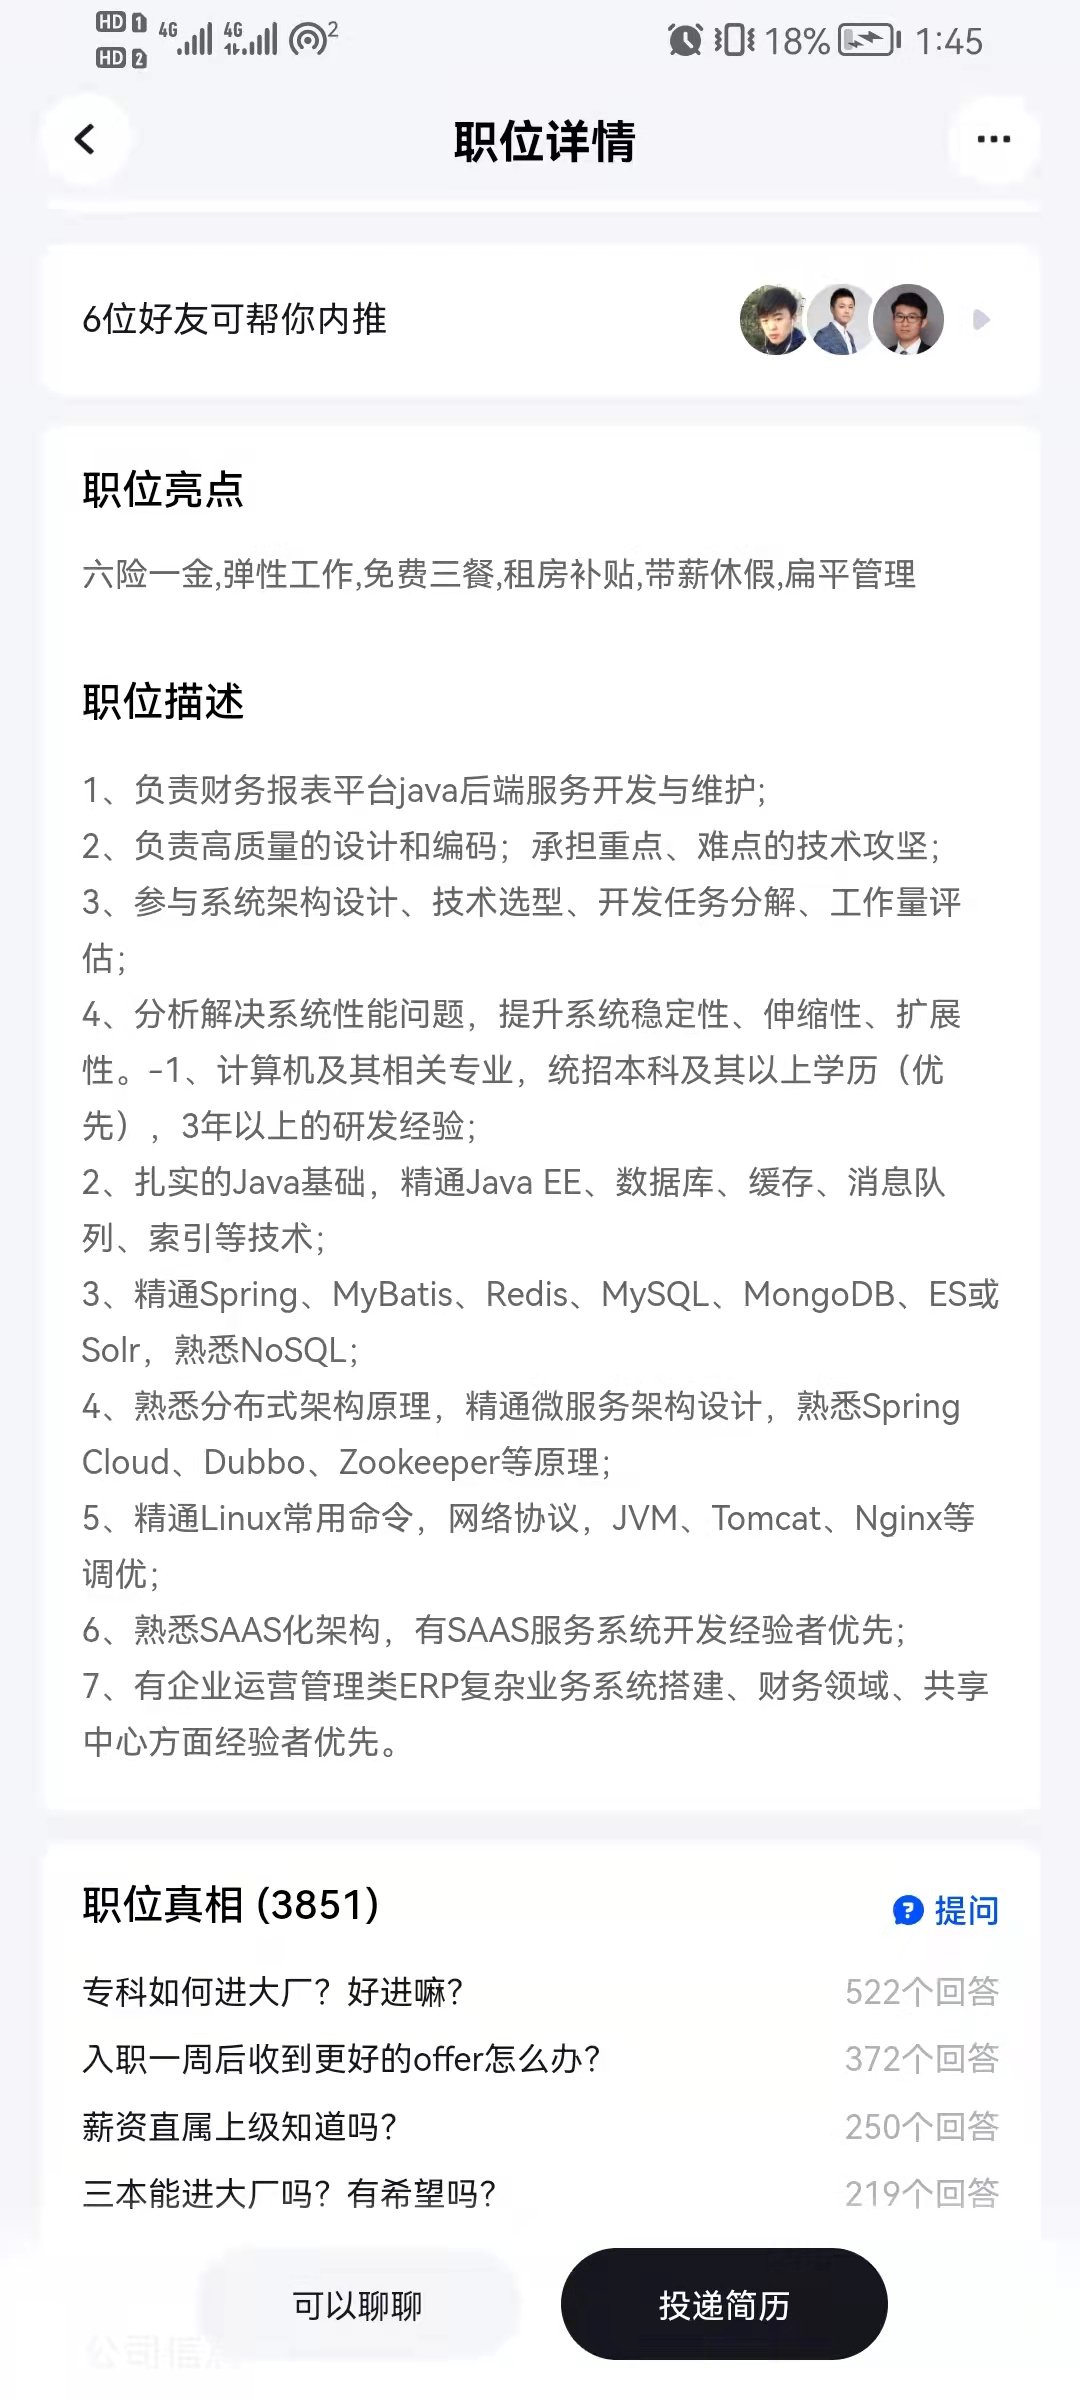 HD 1 4G 4G 2 18% 1:45
HD 2
职位详情
6位好友可帮你内推
职位亮点
六险一金,弹性工作,免费三餐,租房补贴,带薪休假,扁平管理
职位描述
1、负责财务报表平台java后端服务开发与维护;
2、负责高质量的设计和编码；承担重点、难点的技术攻坚；
3、参与系统架构设计、技术选型、开发任务分解、工作量评
估；
4、分析解决系统性能问题，提升系统稳定性、伸缩性、扩展
性。-1、计算机及其相关专业，统招本科及其以上学历（优
先），3年以上的研发经验；
2、扎实的Java基础，精通Java EE、数据库、缓存、消息队
列、索引等技术；
3、精通Spring、MyBatis、Redis、MySQL、MongoDB、ES或
Solr，熟悉NoSQL；
4、熟悉分布式架构原理，精通微服务架构设计，熟悉Spring
Cloud、Dubbo、Zookeeper等原理；
5、精通Linux常用命令，网络协议，JVM、Tomcat、Nginx等
调优；
6、熟悉SAAS化架构，有SAAS服务系统开发经验者优先；
7、有企业运营管理类ERP复杂业务系统搭建、财务领域、共享
中心方面经验者优先。
职位真相 (3851) 提问
专科如何进大厂？好进嘛？ 522个回答
入职一周后收到更好的offer怎么办？ 372个回答
薪资直属上级知道吗？ 250个回答
三本能进大厂吗？有希望吗？ 219个回答
可以聊聊 投递简历
公司信息